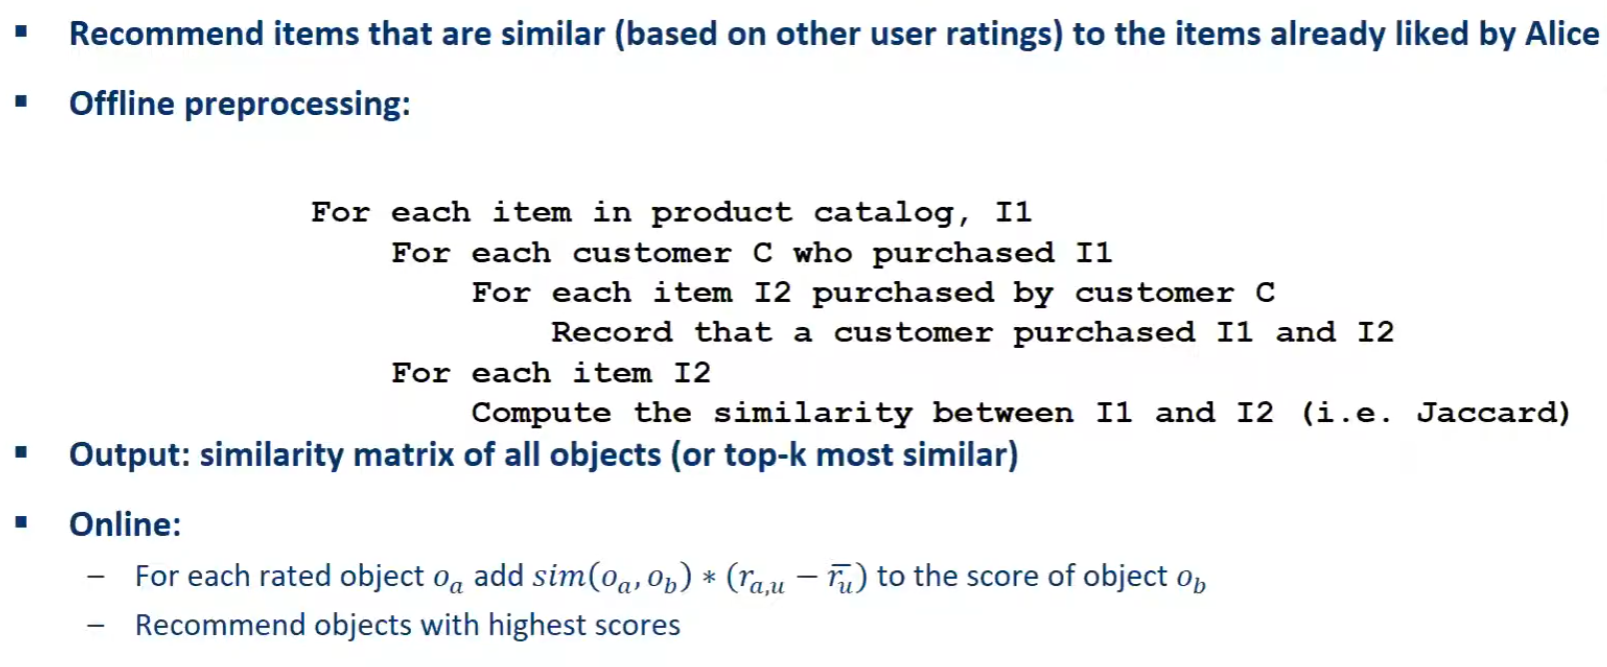 ▪ Recommend items that are similar (based on other user ratings) to the items already liked by Alice
▪ Offline preprocessing:
For each item in product catalog, I1
For each customer C who purchased I1
For each item I2 purchased by customer C
Record that a customer purchased I1 and I2
For each item I2
Compute the similarity between I1 and I2 (i.e. Jaccard)
▪ Output: similarity matrix of all objects (or top-k most similar)
▪ Online:
– For each rated object oₐ add sim(oₐ, o_b) ∗ (r_{a,u} − r̅_u) to the score of object o_b
– Recommend objects with highest scores